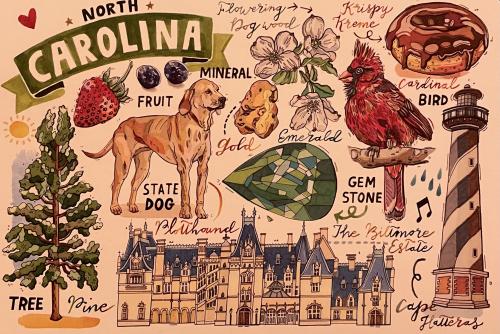 NORTH
CAROLINA
Flowering
Dogwood
Krispy
Kreme
MINERAL
FRUIT
Gold
Emerald
Cardinal
BIRD
STATE
DOG
Plotthound
GEM
STONE
The Biltmore
Estate
TREE Pine
Cape
Hatteras